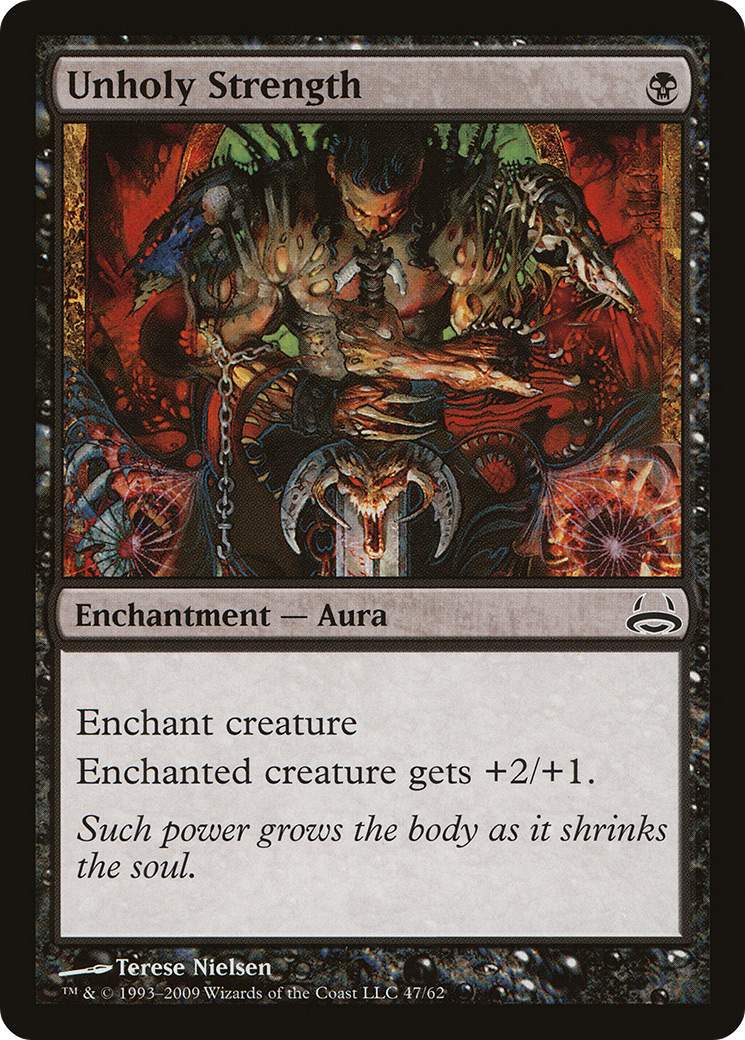 Unholy Strength
Enchantment — Aura
Enchant creature
Enchanted creature gets +2/+1.
Such power grows the body as it shrinks
the soul.
Terese Nielsen
™ & © 1993–2009 Wizards of the Coast LLC 47/62